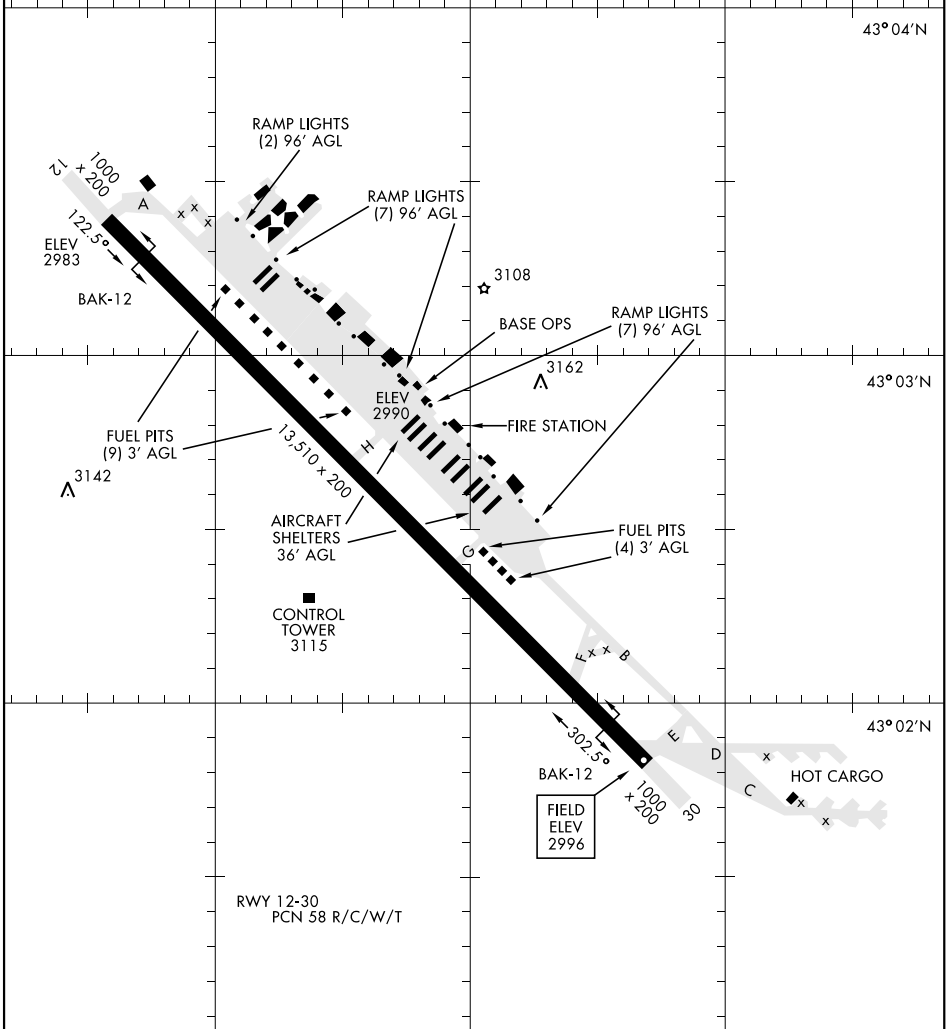 43°04'N
RAMP LIGHTS
(2) 96' AGL
12
1000
x 200
A
x x x
RAMP LIGHTS
(7) 96' AGL
122.5°
ELEV
2983
BAK-12
3108
BASE OPS
RAMP LIGHTS
(7) 96' AGL
3162
43°03'N
ELEV
2990
FIRE STATION
FUEL PITS
(9) 3' AGL
13,510 x 200
H
3142
AIRCRAFT
SHELTERS
36' AGL
G
FUEL PITS
(4) 3' AGL
CONTROL
TOWER
3115
F x x B
43°02'N
302.5°
E
D
x
BAK-12
C
HOT CARGO
x
x
1000
x 200
30
FIELD
ELEV
2996
RWY 12-30
PCN 58 R/C/W/T